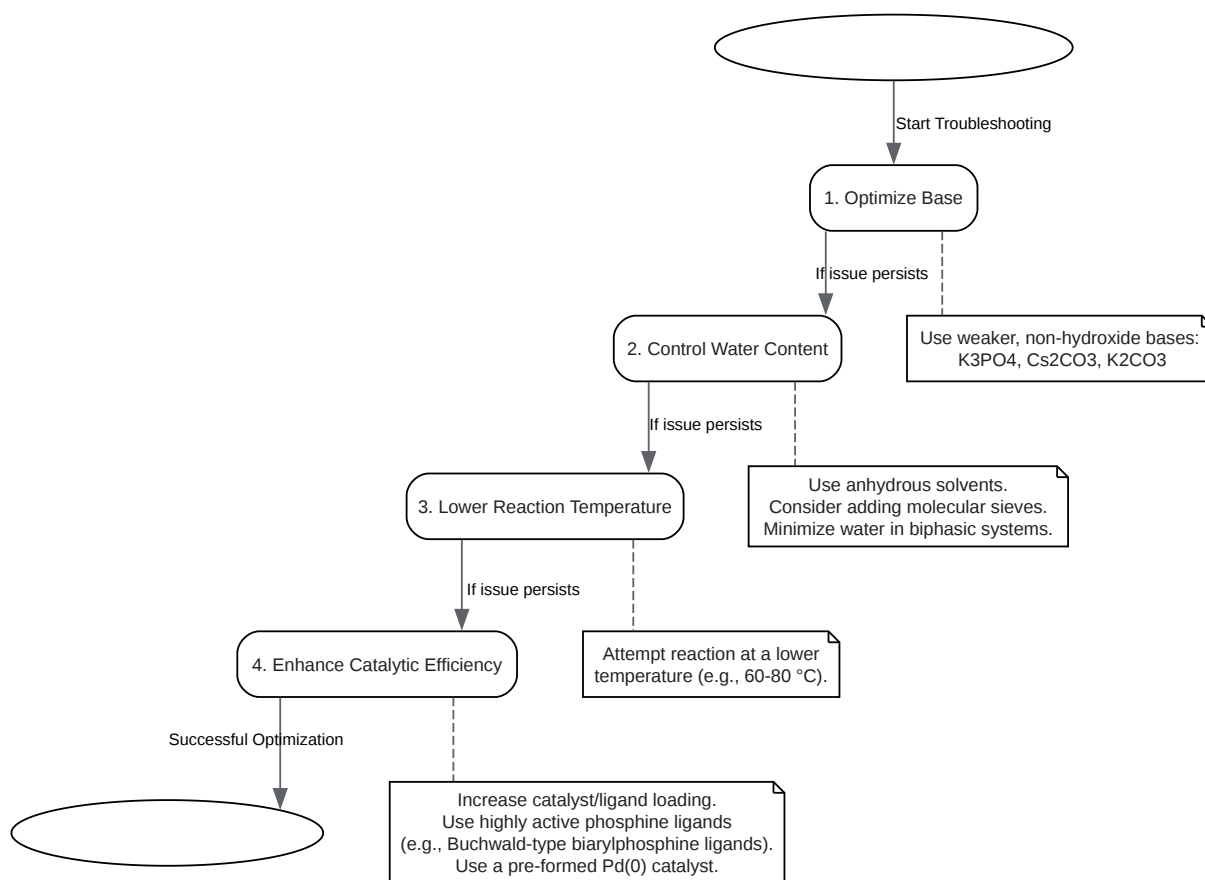 Start Troubleshooting
1. Optimize Base
If issue persists
Use weaker, non-hydroxide bases:
K3PO4, Cs2CO3, K2CO3
2. Control Water Content
If issue persists
Use anhydrous solvents.
Consider adding molecular sieves.
Minimize water in biphasic systems.
3. Lower Reaction Temperature
If issue persists
Attempt reaction at a lower
temperature (e.g., 60-80 °C).
4. Enhance Catalytic Efficiency
Successful Optimization
Increase catalyst/ligand loading.
Use highly active phosphine ligands
(e.g., Buchwald-type biarylphosphine ligands).
Use a pre-formed Pd(0) catalyst.